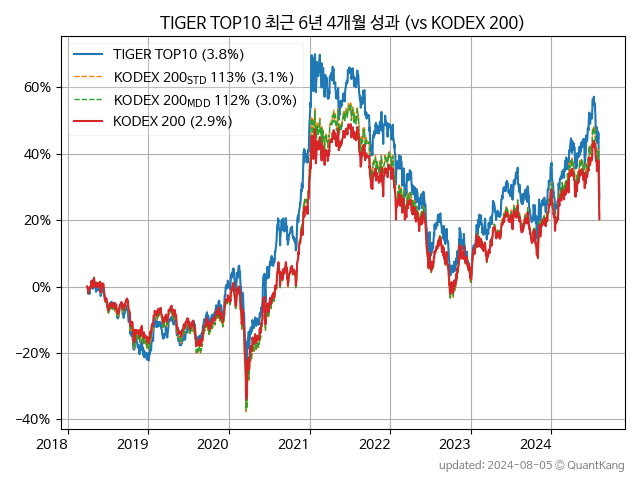 TIGER TOP10 최근 6년 4개월 성과 (vs KODEX 200)
TIGER TOP10 (3.8%)
KODEX 200STD 113% (3.1%)
KODEX 200MDD 112% (3.0%)
KODEX 200 (2.9%)
60%
40%
20%
0%
−20%
−40%
2018 2019 2020 2021 2022 2023 2024
updated: 2024-08-05 © QuantKang